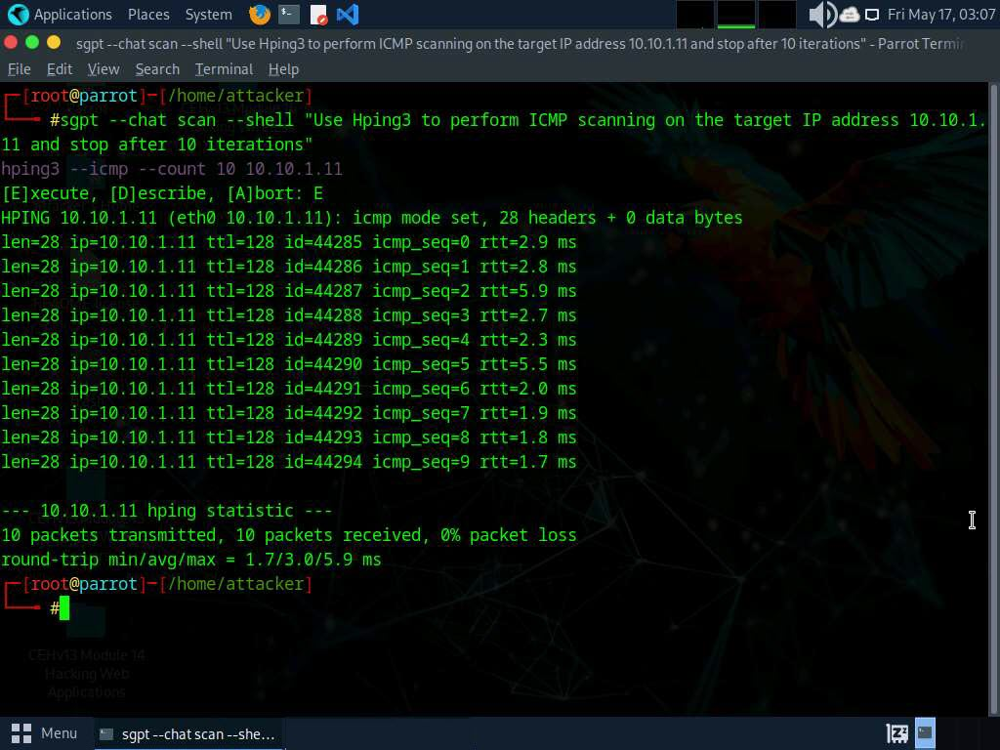 Applications Places System Fri May 17, 03:07
sgpt --chat scan --shell "Use Hping3 to perform ICMP scanning on the target IP address 10.10.1.11 and stop after 10 iterations" - Parrot Termin
File Edit View Search Terminal Help
┌─[root@parrot]─[/home/attacker]
└──╼ #sgpt --chat scan --shell "Use Hping3 to perform ICMP scanning on the target IP address 10.10.1.
11 and stop after 10 iterations"
hping3 --icmp --count 10 10.10.1.11
[E]xecute, [D]escribe, [A]bort: E
HPING 10.10.1.11 (eth0 10.10.1.11): icmp mode set, 28 headers + 0 data bytes
len=28 ip=10.10.1.11 ttl=128 id=44285 icmp_seq=0 rtt=2.9 ms
len=28 ip=10.10.1.11 ttl=128 id=44286 icmp_seq=1 rtt=2.8 ms
len=28 ip=10.10.1.11 ttl=128 id=44287 icmp_seq=2 rtt=5.9 ms
len=28 ip=10.10.1.11 ttl=128 id=44288 icmp_seq=3 rtt=2.7 ms
len=28 ip=10.10.1.11 ttl=128 id=44289 icmp_seq=4 rtt=2.3 ms
len=28 ip=10.10.1.11 ttl=128 id=44290 icmp_seq=5 rtt=5.5 ms
len=28 ip=10.10.1.11 ttl=128 id=44291 icmp_seq=6 rtt=2.0 ms
len=28 ip=10.10.1.11 ttl=128 id=44292 icmp_seq=7 rtt=1.9 ms
len=28 ip=10.10.1.11 ttl=128 id=44293 icmp_seq=8 rtt=1.8 ms
len=28 ip=10.10.1.11 ttl=128 id=44294 icmp_seq=9 rtt=1.7 ms
--- 10.10.1.11 hping statistic ---
10 packets transmitted, 10 packets received, 0% packet loss
round-trip min/avg/max = 1.7/3.0/5.9 ms
┌─[root@parrot]─[/home/attacker]
└──╼ #
CEHv13 Module 14
Hacking Web
Applications
Menu sgpt --chat scan --she...